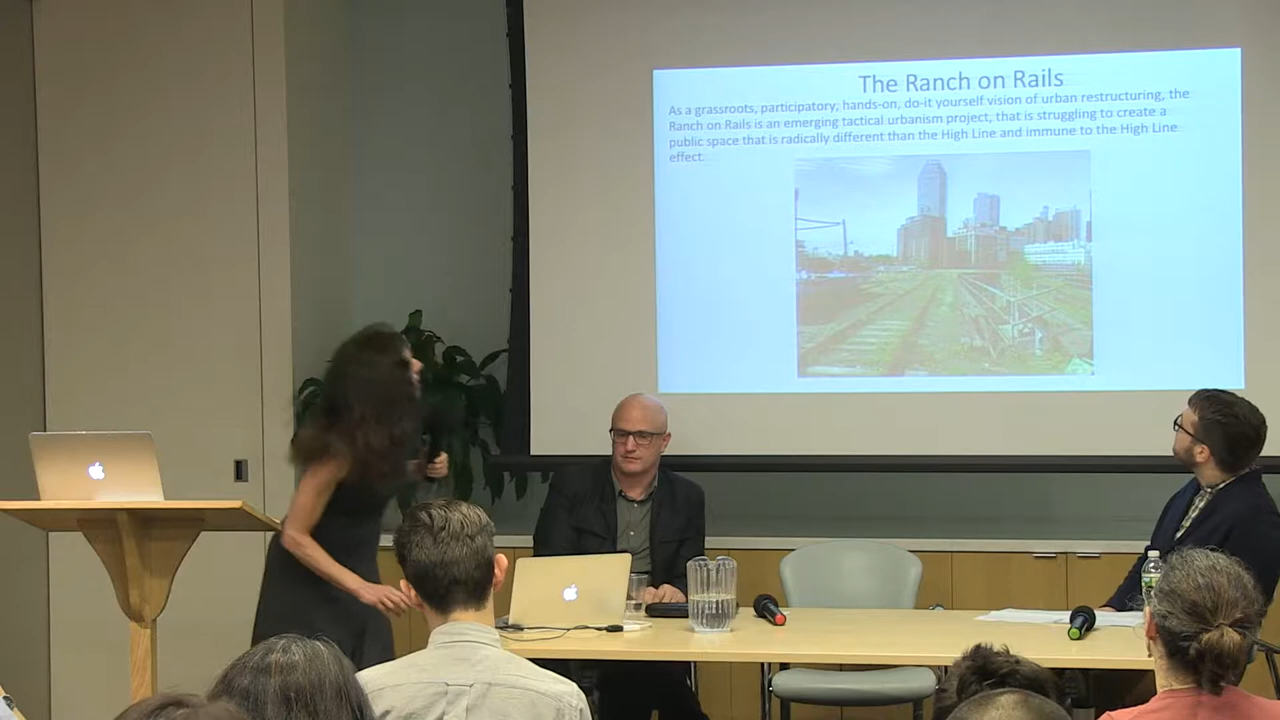 The Ranch on Rails
As a grassroots, participatory, hands-on, do-it yourself vision of urban restructuring, the
Ranch on Rails is an emerging tactical urbanism project, that is struggling to create a
public space that is radically different than the High Line and immune to the High Line
effect.